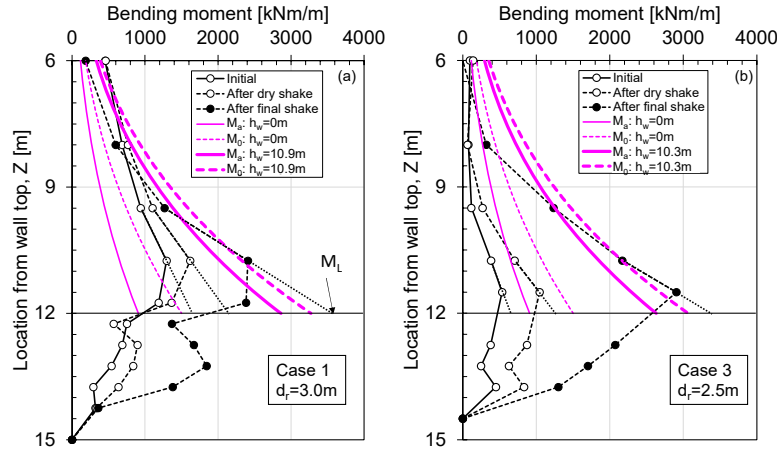 Bending moment [kNm/m]
0 1000 2000 3000 4000
Location from wall top, Z [m]
6
9
12
15
(a)
Initial
After dry shake
After final shake
Ma: hw=0m
M0: hw=0m
Ma: hw=10.9m
M0: hw=10.9m
ML
Case 1
dr=3.0m
Bending moment [kNm/m]
0 1000 2000 3000 4000
Location from wall top, Z [m]
6
9
12
15
(b)
Initial
After dry shake
After final shake
Ma: hw=0m
M0: hw=0m
Ma: hw=10.3m
M0: hw=10.3m
Case 3
dr=2.5m